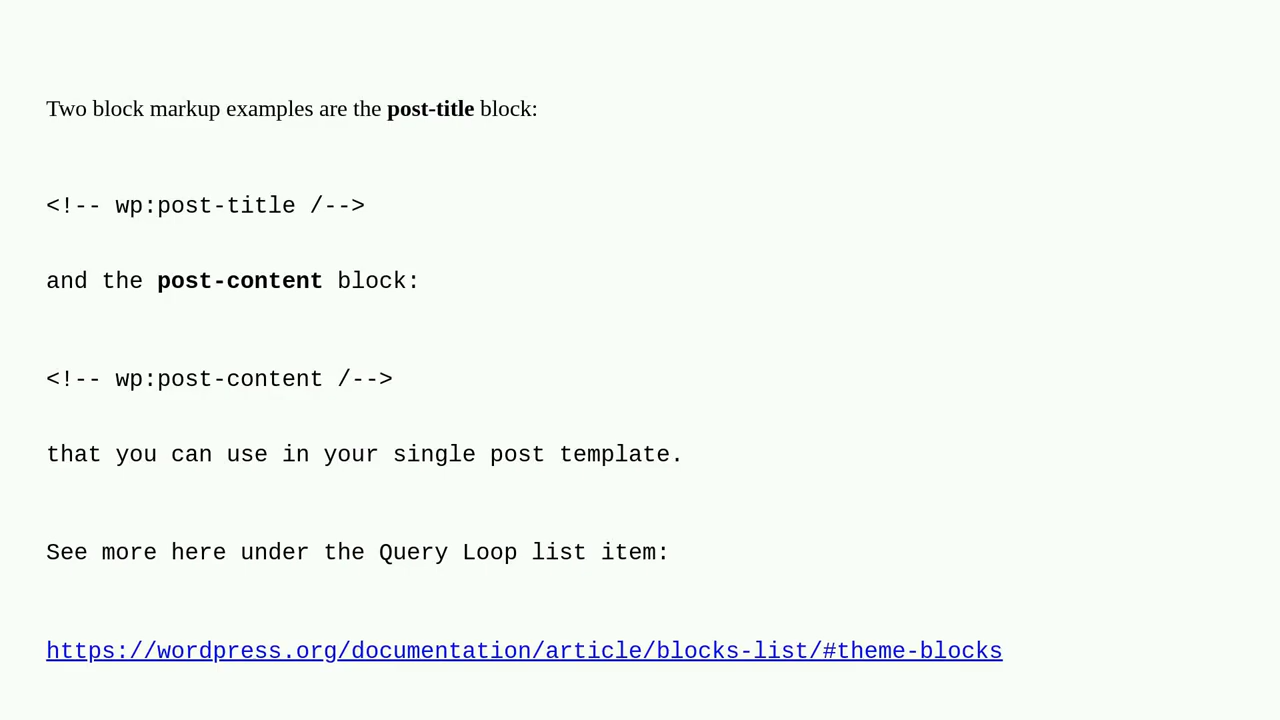 Two block markup examples are the post-title block:
<!-- wp:post-title /-->
and the post-content block:
<!-- wp:post-content /-->
that you can use in your single post template.
See more here under the Query Loop list item:
https://wordpress.org/documentation/article/blocks-list/#theme-blocks